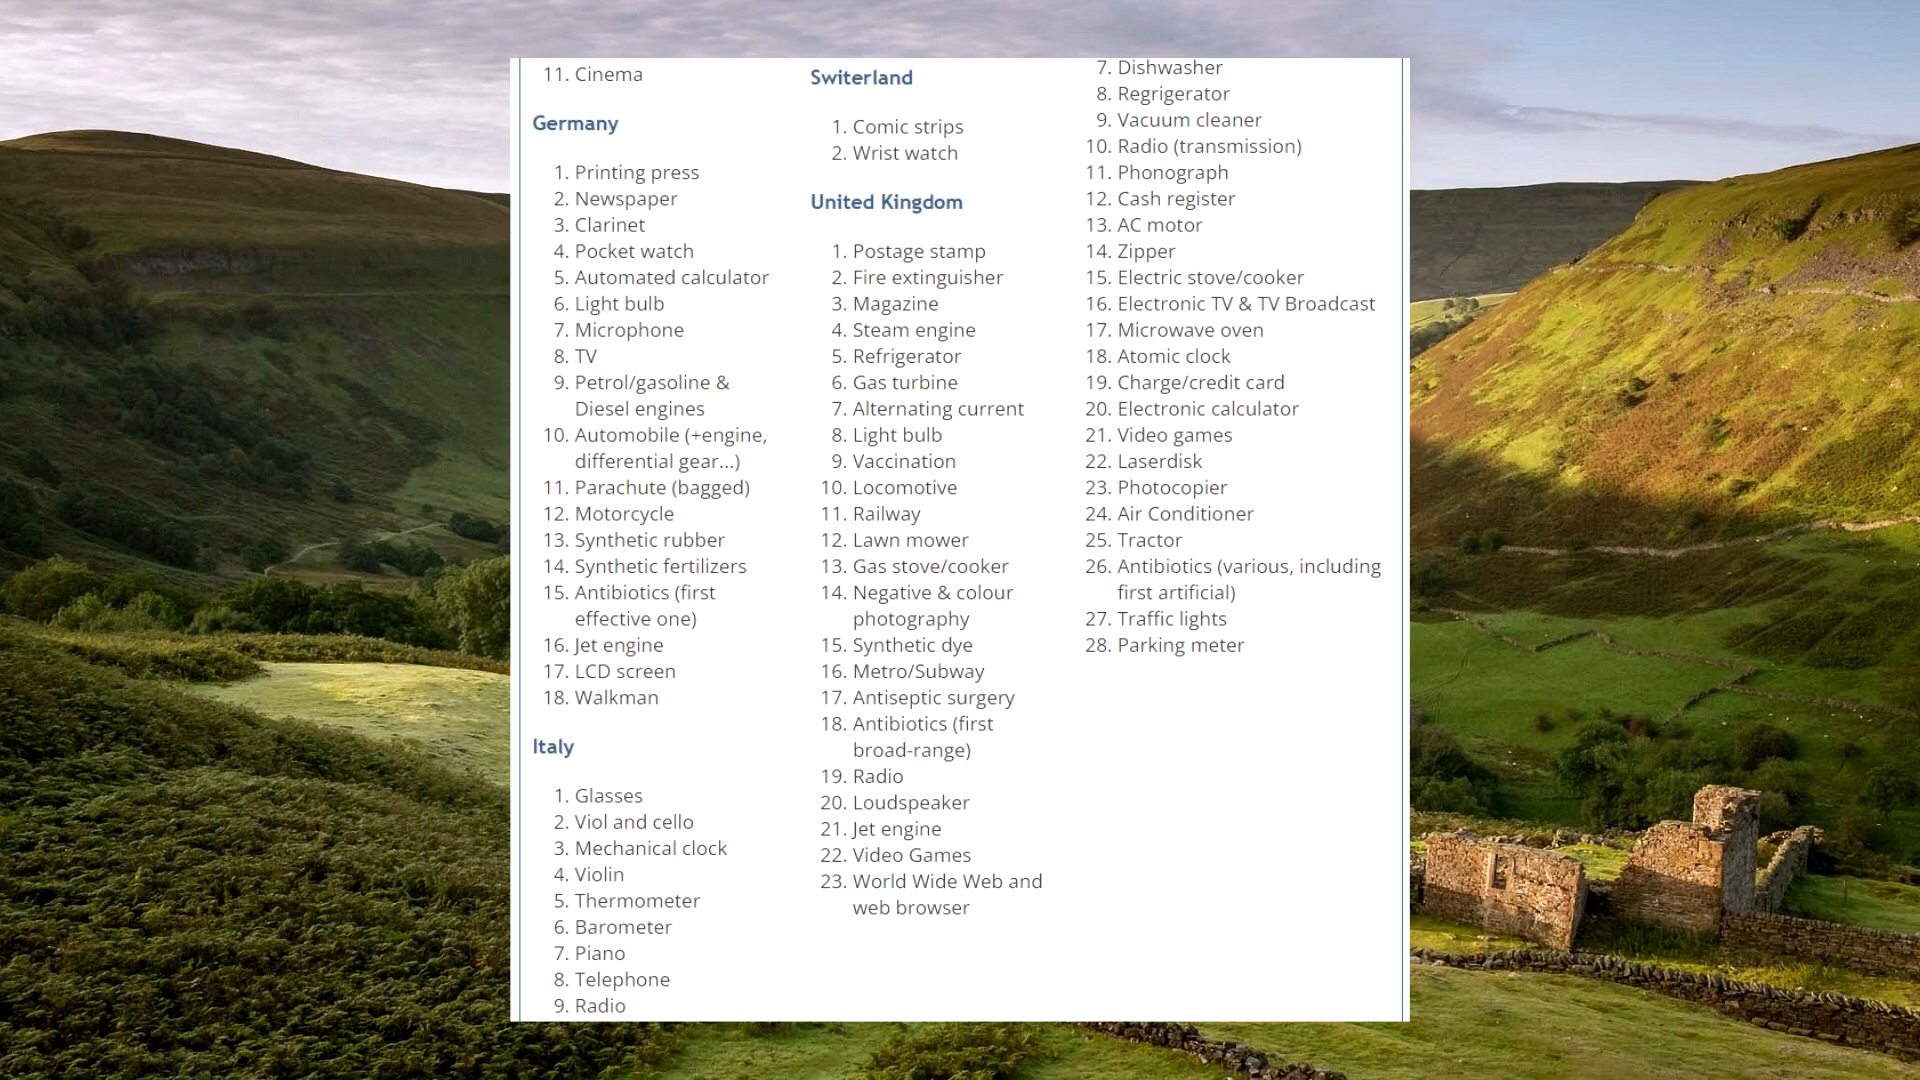 11. Cinema
Germany
1. Printing press
2. Newspaper
3. Clarinet
4. Pocket watch
5. Automated calculator
6. Light bulb
7. Microphone
8. TV
9. Petrol/gasoline &
Diesel engines
10. Automobile (+engine,
differential gear...)
11. Parachute (bagged)
12. Motorcycle
13. Synthetic rubber
14. Synthetic fertilizers
15. Antibiotics (first
effective one)
16. Jet engine
17. LCD screen
18. Walkman
Italy
1. Glasses
2. Viol and cello
3. Mechanical clock
4. Violin
5. Thermometer
6. Barometer
7. Piano
8. Telephone
9. Radio
Switerland
1. Comic strips
2. Wrist watch
United Kingdom
1. Postage stamp
2. Fire extinguisher
3. Magazine
4. Steam engine
5. Refrigerator
6. Gas turbine
7. Alternating current
8. Light bulb
9. Vaccination
10. Locomotive
11. Railway
12. Lawn mower
13. Gas stove/cooker
14. Negative & colour
photography
15. Synthetic dye
16. Metro/Subway
17. Antiseptic surgery
18. Antibiotics (first
broad-range)
19. Radio
20. Loudspeaker
21. Jet engine
22. Video Games
23. World Wide Web and
web browser
7. Dishwasher
8. Regrigerator
9. Vacuum cleaner
10. Radio (transmission)
11. Phonograph
12. Cash register
13. AC motor
14. Zipper
15. Electric stove/cooker
16. Electronic TV & TV Broadcast
17. Microwave oven
18. Atomic clock
19. Charge/credit card
20. Electronic calculator
21. Video games
22. Laserdisk
23. Photocopier
24. Air Conditioner
25. Tractor
26. Antibiotics (various, including
first artificial)
27. Traffic lights
28. Parking meter